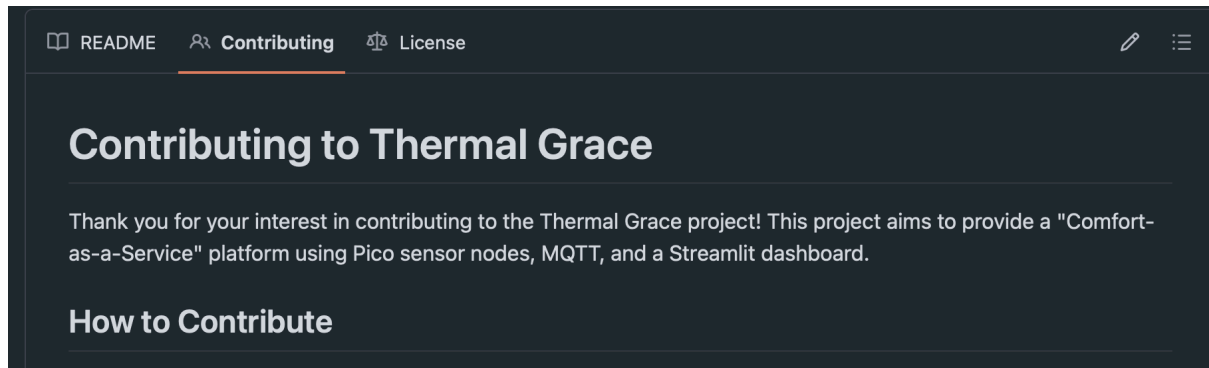 README Contributing License
Contributing to Thermal Grace
Thank you for your interest in contributing to the Thermal Grace project! This project aims to provide a "Comfort-
as-a-Service" platform using Pico sensor nodes, MQTT, and a Streamlit dashboard.
How to Contribute